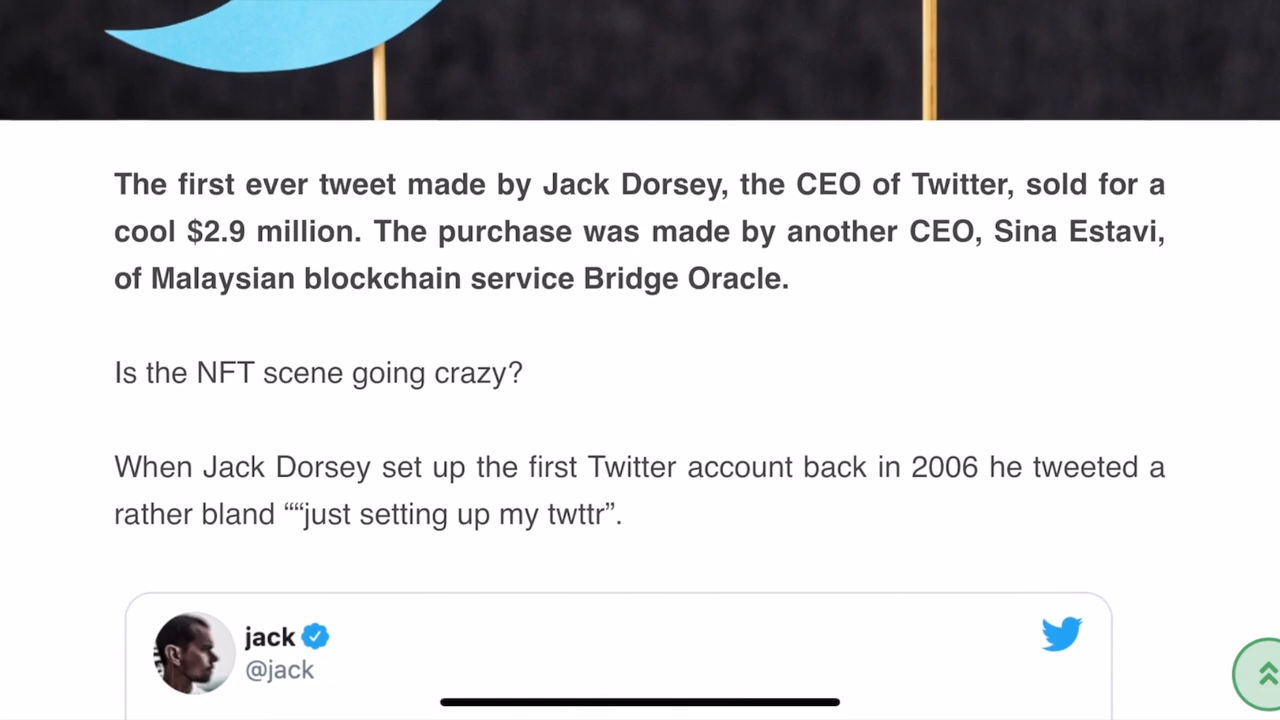 The first ever tweet made by Jack Dorsey, the CEO of Twitter, sold for a
cool $2.9 million. The purchase was made by another CEO, Sina Estavi,
of Malaysian blockchain service Bridge Oracle.
Is the NFT scene going crazy?
When Jack Dorsey set up the first Twitter account back in 2006 he tweeted a
rather bland ““just setting up my twttr”.
jack
@jack